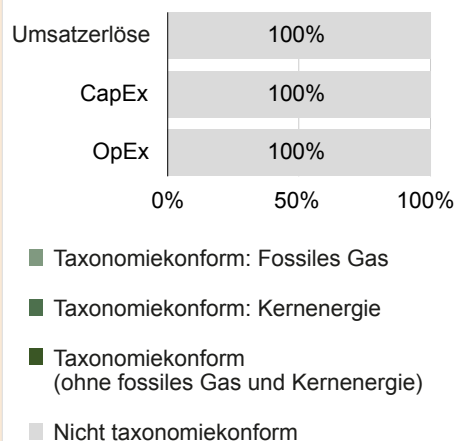 Umsatzerlöse 100%
CapEx 100%
OpEx 100%
0% 50% 100%
Taxonomiekonform: Fossiles Gas
Taxonomiekonform: Kernenergie
Taxonomiekonform
(ohne fossiles Gas und Kernenergie)
Nicht taxonomiekonform